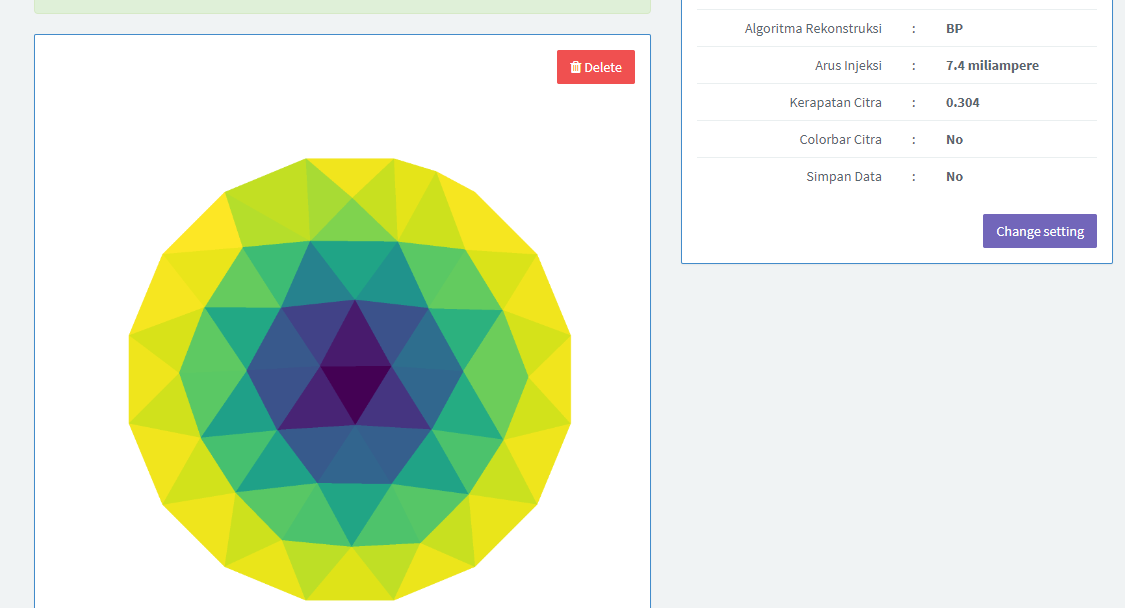 Delete
Algoritma Rekonstruksi : BP
Arus Injeksi : 7.4 miliampere
Kerapatan Citra : 0.304
Colorbar Citra : No
Simpan Data : No
Change setting